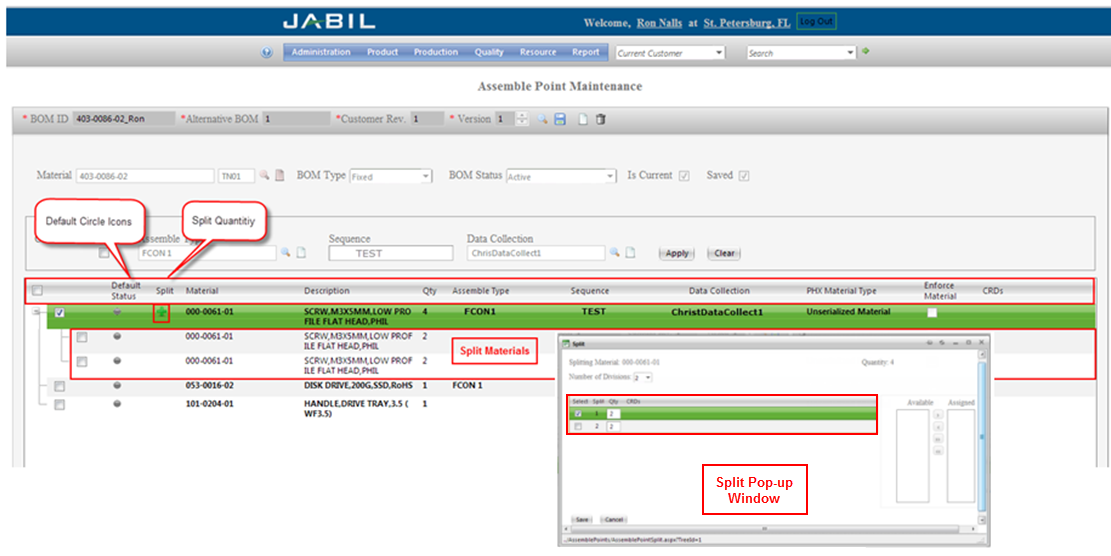 JABIL
Welcome, Ron Nalls at St. Petersburg, FL Log Out
Administration Product Production Quality Resource Report Current Customer Search
Assemble Point Maintenance
* BOM ID 403-0086-02_Ron *Alternative BOM 1 *Customer Rev. 1 * Version 1
Material 403-0086-02 TN01 BOM Type Fixed BOM Status Active Is Current Saved
Default Circle Icons
Split Quantitiy
Sequence Data Collection
FCON 1 TEST ChrisDataCollect1 Apply Clear
Default Status Split Material Description Qty Assemble Type Sequence Data Collection PHX Material Type Enforce Material CRDs
000-0061-01 SCRW,M3X5MM,LOW PRO 4 FCON1 TEST ChristDataCollect1 Unserialized Material
FILE FLAT HEAD,PHIL
000-0061-01 SCRW,M3X5MM,LOW PROF 2
ILE FLAT HEAD,PHIL
000-0061-01 SCRW,M3X5MM,LOW PROF 2
ILE FLAT HEAD,PHIL
Split Materials
053-0016-02 DISK DRIVE,200G,SSD,RoHS 1 FCON 1
101-0204-01 HANDLE,DRIVE TRAY,3.5 ( 1
WF3.5)
Split
Splitting Material: 000-0061-01 Quantity: 4
Number of Divisions: 2
Select Split Qty CRDs Available Assigned
1 2
2 2
Split Pop-up
Window
Save Cancel
../AssemblePoints/AssemblePointSplit.aspx?TreeId=1